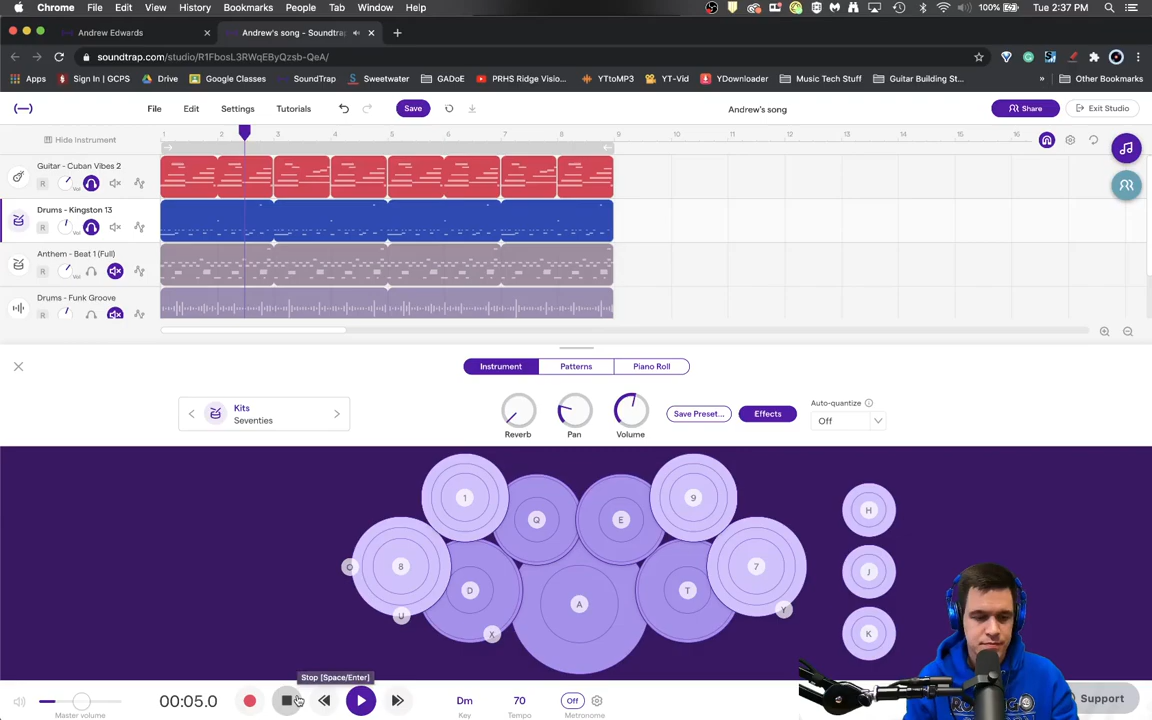 Chrome File Edit View History Bookmarks People Tab Window Help 100% Tue 2:37 PM
Andrew Edwards Andrew's song - Soundtrap
soundtrap.com/studio/R1FbosL3RWqEByQzsb-QeA/
Apps Sign In | GCPS Drive Google Classes SoundTrap Sweetwater GADoE PRHS Ridge Vision... YTtoMP3 YT-Vid YDownloader Music Tech Stuff Guitar Building St... » Other Bookmarks
File Edit Settings Tutorials Save Andrew's song Share Exit Studio
Hide Instrument 1 2 3 4 5 6 7 8 9 10 11 12 13 14 15 16
Guitar - Cuban Vibes 2
R Vol
Drums - Kingston 13
R Vol
Anthem - Beat 1 (Full)
R Vol
Drums - Funk Groove
R Vol
Instrument Patterns Piano Roll
Kits
Seventies
Reverb Pan Volume
Save Preset... Effects
Auto-quantize
Off
1 9
Q E H
8 7 O J
D T A
U Y X K
Stop [Space/Enter]
00:05.0 Dm 70 Off Support
Master volume Key Tempo Metronome